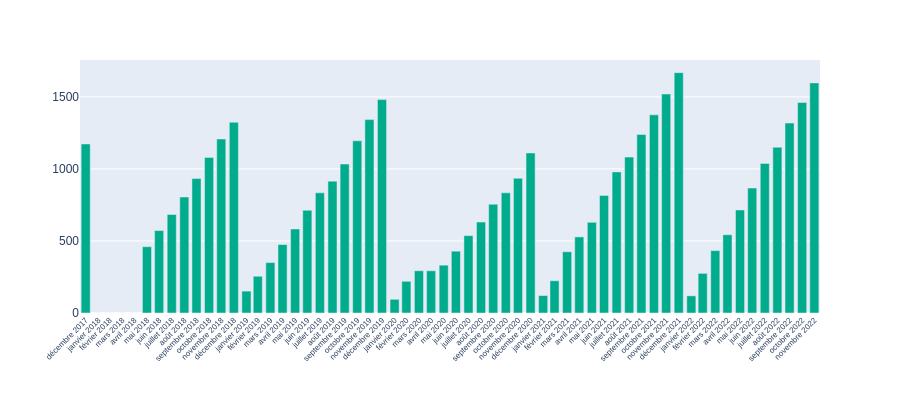 1500
1000
500
0
décembre 2017
janvier 2018
février 2018
mars 2018
avril 2018
mai 2018
juin 2018
juillet 2018
août 2018
septembre 2018
octobre 2018
novembre 2018
décembre 2018
janvier 2019
février 2019
mars 2019
avril 2019
mai 2019
juin 2019
juillet 2019
août 2019
septembre 2019
octobre 2019
novembre 2019
décembre 2019
janvier 2020
février 2020
mars 2020
avril 2020
mai 2020
juin 2020
juillet 2020
août 2020
septembre 2020
octobre 2020
novembre 2020
décembre 2020
janvier 2021
février 2021
mars 2021
avril 2021
mai 2021
juin 2021
juillet 2021
août 2021
septembre 2021
octobre 2021
novembre 2021
décembre 2021
janvier 2022
février 2022
mars 2022
avril 2022
mai 2022
juin 2022
juillet 2022
août 2022
septembre 2022
octobre 2022
novembre 2022